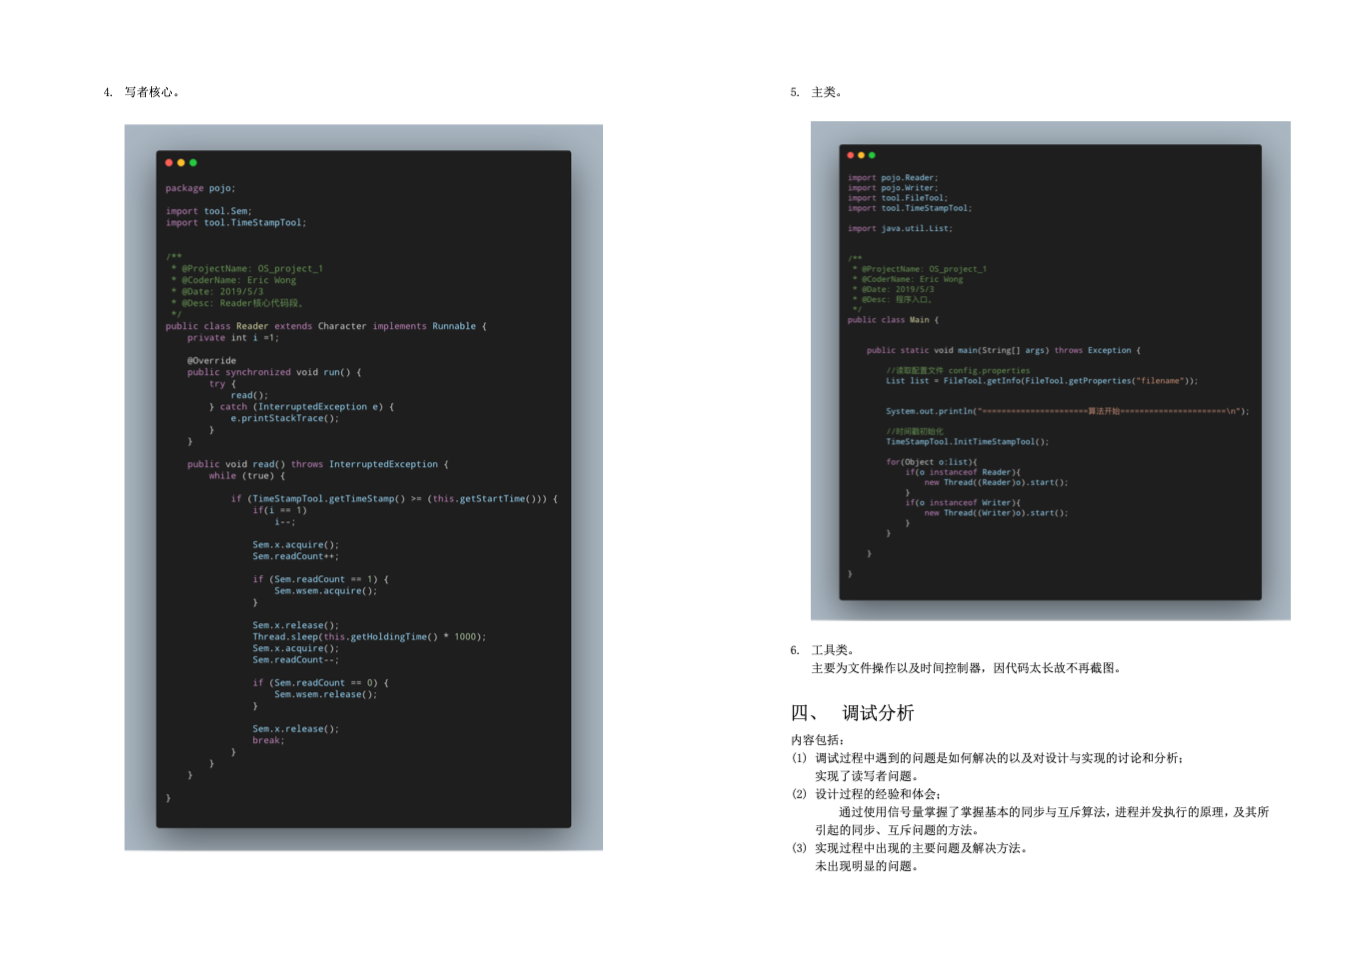 4. 写者核心。
package pojo;
import tool.Sem;
import tool.TimeStampTool;
/**
* @ProjectName: OS_project_1
* @CoderName: Eric Wong
* @Date: 2019/5/3
* @Desc: Reader核心代码段。
*/
public class Reader extends Character implements Runnable {
private int i =1;
@Override
public synchronized void run() {
try {
read();
} catch (InterruptedException e) {
e.printStackTrace();
}
}
public void read() throws InterruptedException {
while (true) {
if (TimeStampTool.getTimeStamp() >= (this.getStartTime())) {
if(i == 1)
i--;
Sem.x.acquire();
Sem.readCount++;
if (Sem.readCount == 1) {
Sem.wsem.acquire();
}
Sem.x.release();
Thread.sleep(this.getHoldingTime() * 1000);
Sem.x.acquire();
Sem.readCount--;
if (Sem.readCount == 0) {
Sem.wsem.release();
}
Sem.x.release();
break;
}
}
}
}
5. 主类。
import pojo.Reader;
import pojo.Writer;
import tool.FileTool;
import tool.TimeStampTool;
import java.util.List;
/**
* @ProjectName: OS_project_1
* @CoderName: Eric Wong
* @Date: 2019/5/3
* @Desc: 程序入口。
*/
public class Main {
public static void main(String[] args) throws Exception {
//读取配置文件 config.properties
List list = FileTool.getInfo(FileTool.getProperties("filename"));
System.out.println("======================算法开始======================\n");
//时间戳初始化
TimeStampTool.InitTimeStampTool();
for(Object o:list){
if(o instanceof Reader){
new Thread((Reader)o).start();
}
if(o instanceof Writer){
new Thread((Writer)o).start();
}
}
}
}
6. 工具类。
主要为文件操作以及时间控制器，因代码太长故不再截图。
四、 调试分析
内容包括：
(1) 调试过程中遇到的问题是如何解决的以及对设计与实现的讨论和分析；
实现了读写者问题。
(2) 设计过程的经验和体会；
通过使用信号量掌握了掌握基本的同步与互斥算法，进程并发执行的原理，及其所
引起的同步、互斥问题的方法。
(3) 实现过程中出现的主要问题及解决方法。
未出现明显的问题。